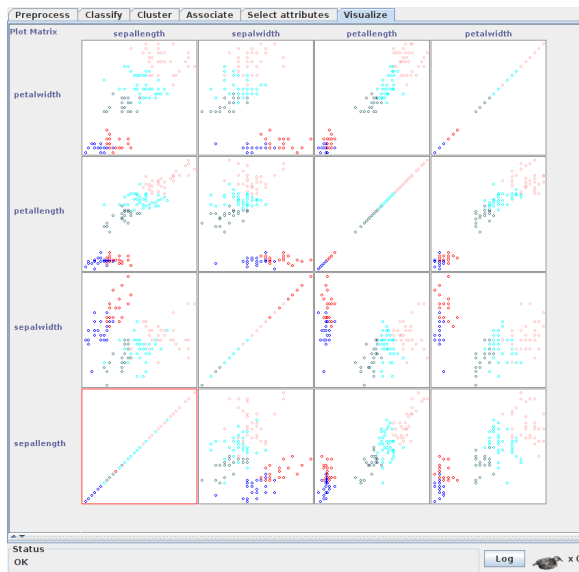 Preprocess Classify Cluster Associate Select attributes Visualize
Plot Matrix
sepallength sepalwidth petallength petalwidth
petalwidth
petallength
sepalwidth
sepallength
Status
OK
Log
x